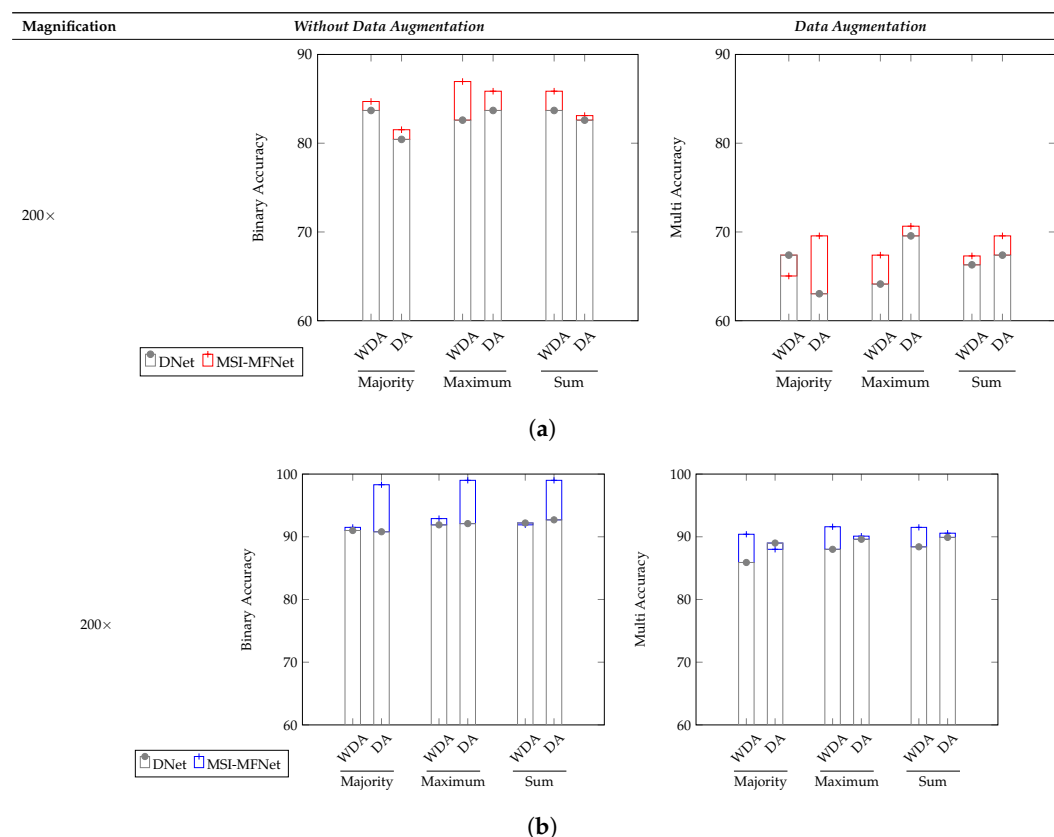 Magnification Without Data Augmentation Data Augmentation
200×
Binary Accuracy
90
80
70
60
WDA DA WDA DA WDA DA
Majority Maximum Sum
DNet MSI-MFNet
Multi Accuracy
90
80
70
60
WDA DA WDA DA WDA DA
Majority Maximum Sum
(a)
200×
Binary Accuracy
100
90
80
70
60
WDA DA WDA DA WDA DA
Majority Maximum Sum
DNet MSI-MFNet
Multi Accuracy
100
90
80
70
60
WDA DA WDA DA WDA DA
Majority Maximum Sum
(b)